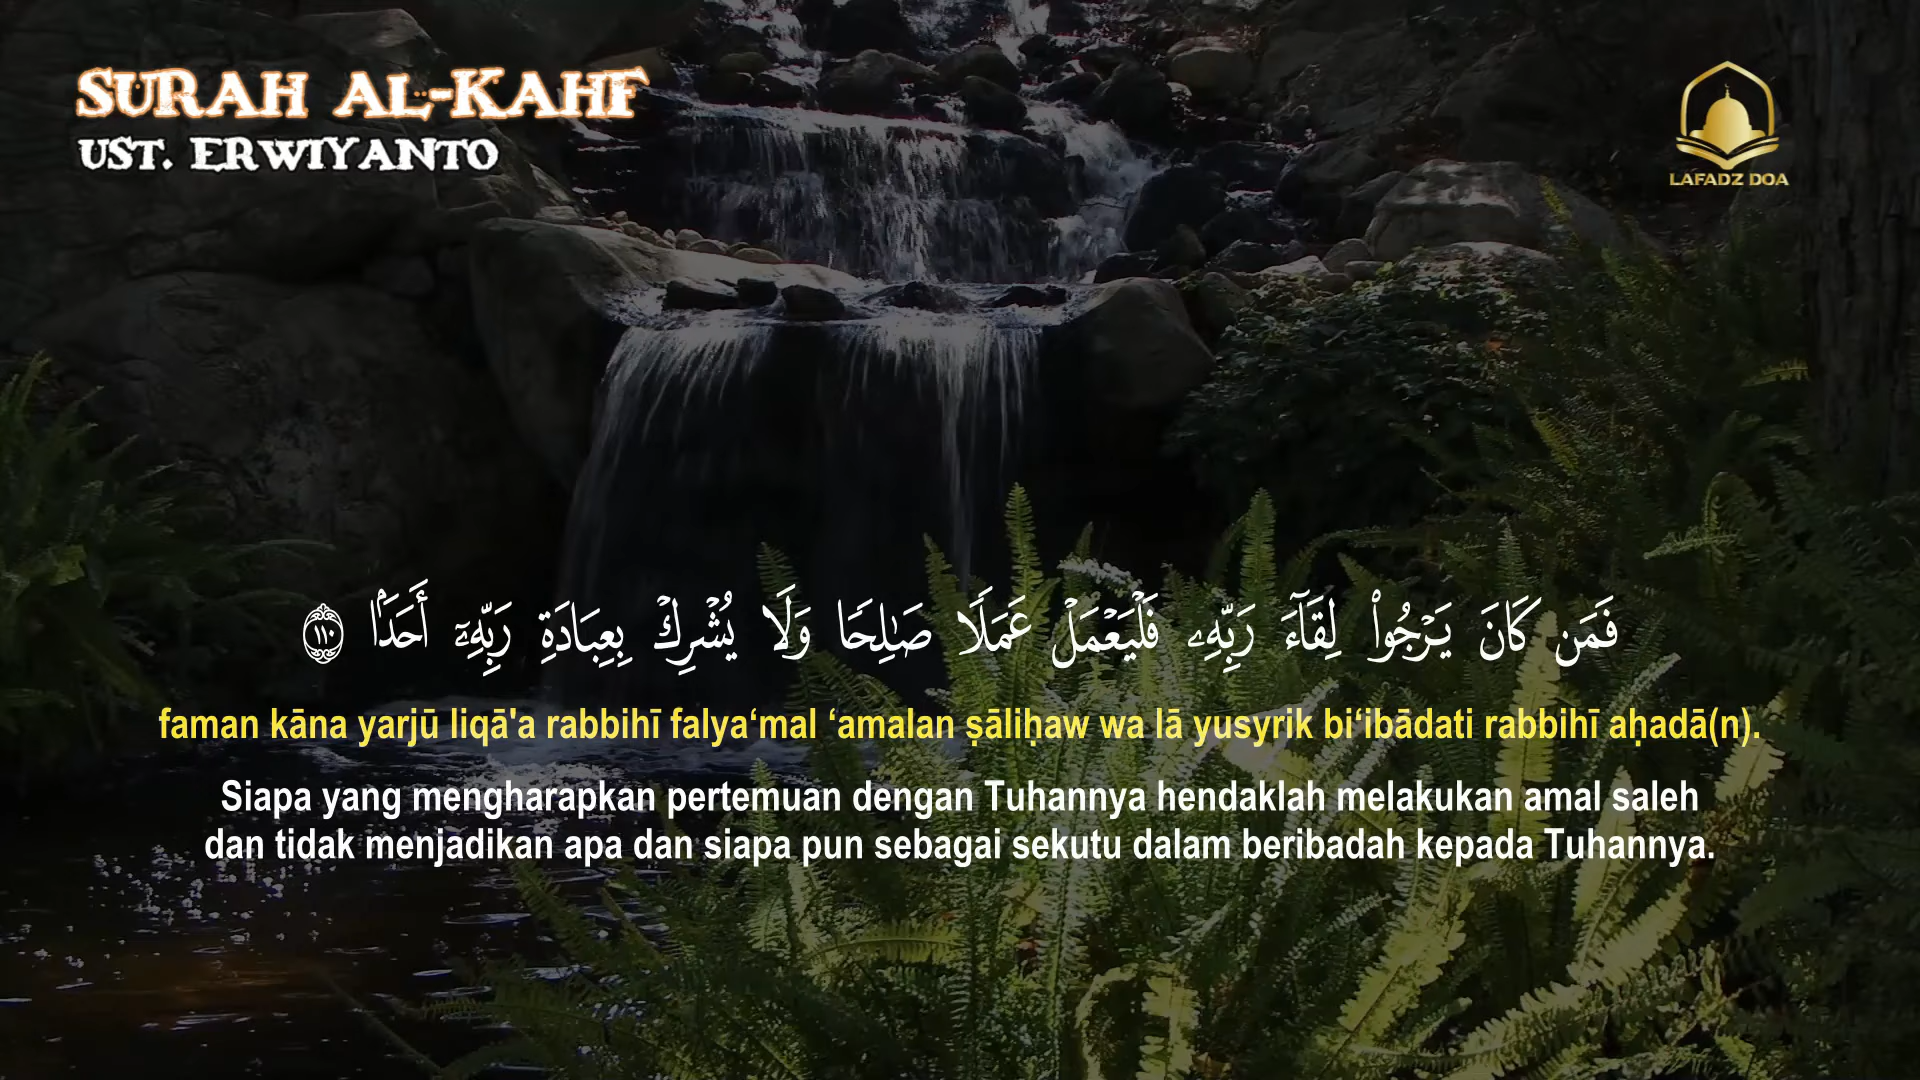 SURAH AL-KAHF
UST. ERWIYANTO
LAFADZ DOA
فَمَن كَانَ يَرْجُوا۟ لِقَآءَ رَبِّهِۦ فَلْيَعْمَلْ عَمَلًا صَـٰلِحًا وَلَا يُشْرِكْ بِعِبَادَةِ رَبِّهِۦٓ أَحَدًۢا ١١٠
faman kāna yarjū liqā'a rabbihī falya‘mal ‘amalan ṣāliḥaw wa lā yusyrik bi‘ibādati rabbihī aḥadā(n).
Siapa yang mengharapkan pertemuan dengan Tuhannya hendaklah melakukan amal saleh
dan tidak menjadikan apa dan siapa pun sebagai sekutu dalam beribadah kepada Tuhannya.